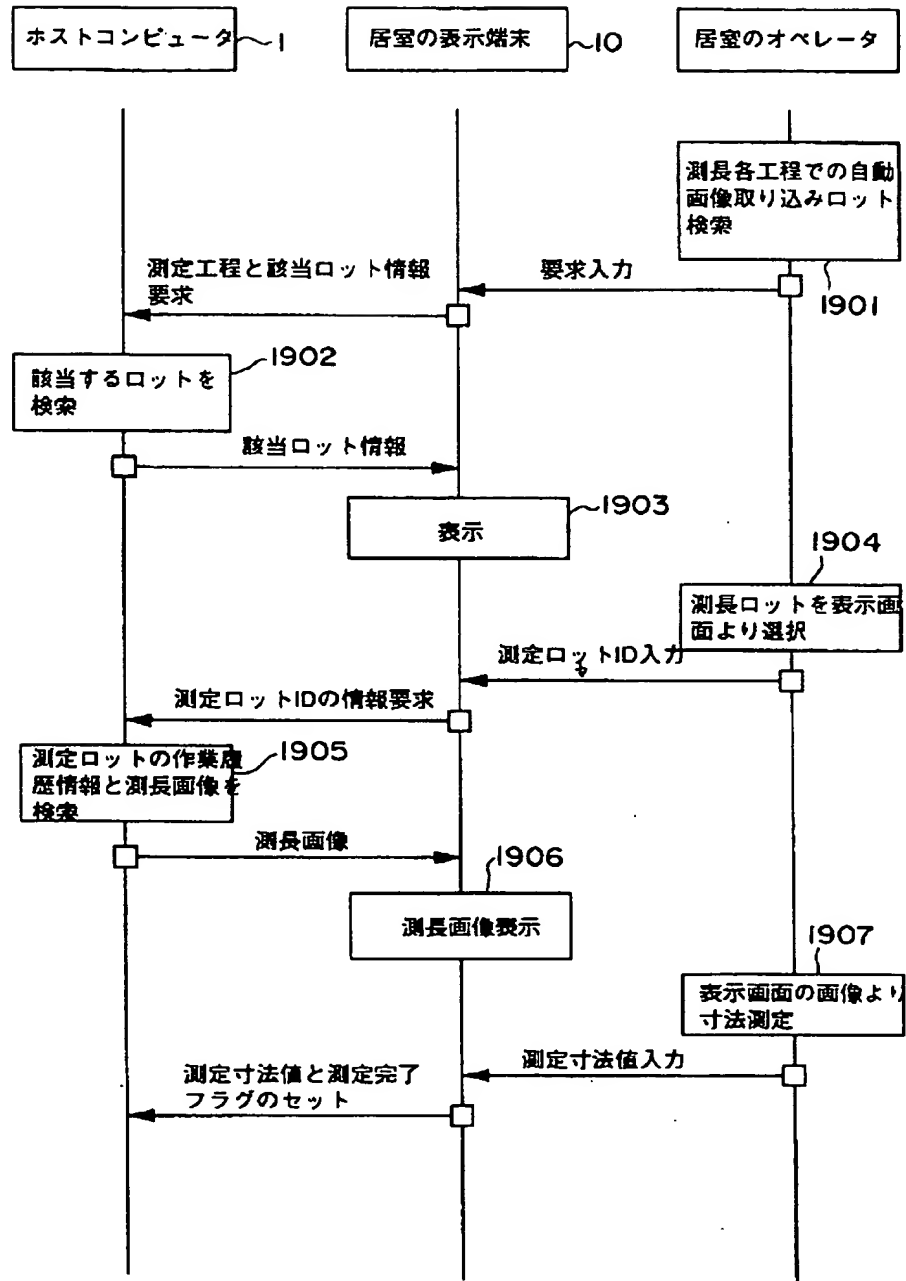 ホストコンピュータ
1
居室の表示端末
10
居室のオペレータ
測長各工程での自動
画像取り込みロット
検索
1901
要求入力
測定工程と該当ロット情報
要求
1902
該当するロットを
検索
該当ロット情報
1903
表示
1904
測長ロットを表示画
面より選択
測定ロットID入力
測定ロットIDの情報要求
1905
測定ロットの作業履
歴情報と測長画像を
検索
測長画像
1906
測長画像表示
1907
表示画面の画像より
寸法測定
測定寸法値入力
測定寸法値と測定完了
フラグのセット